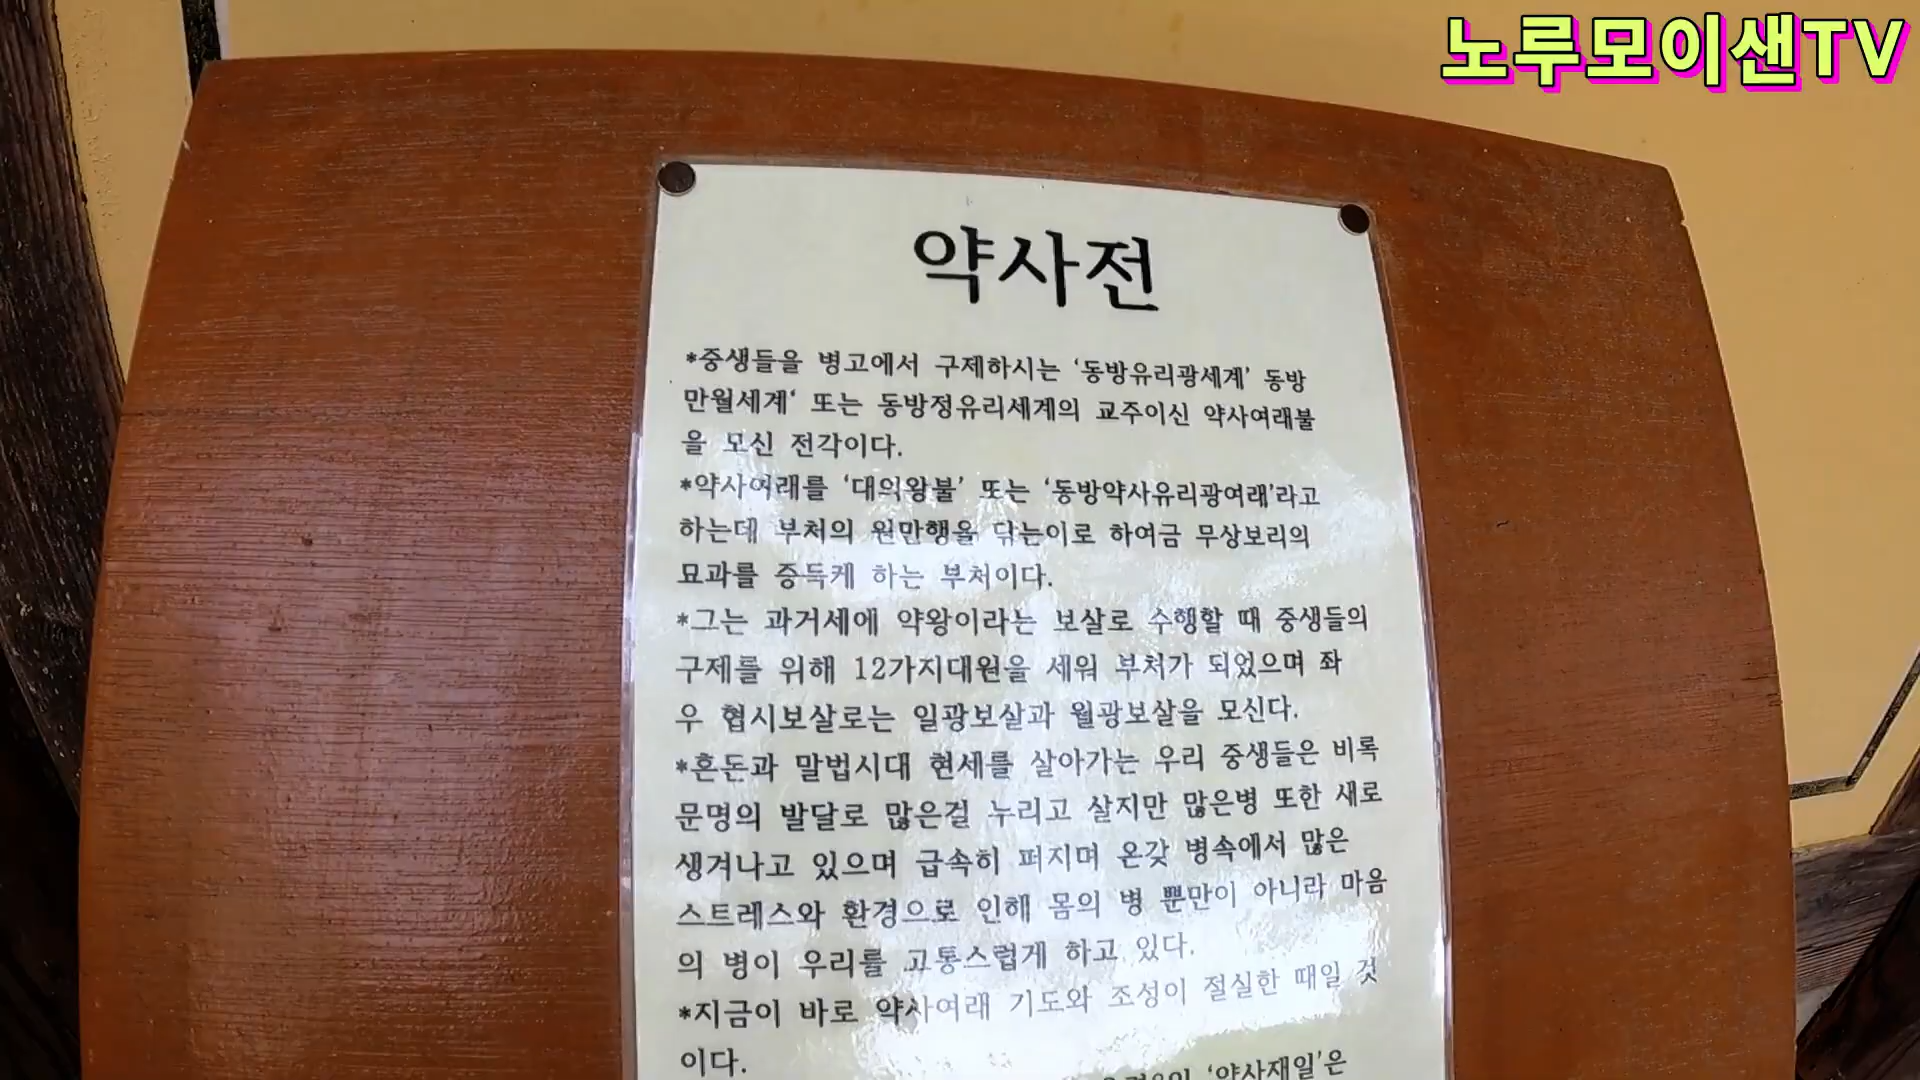 노루모이샌TV
약사전
*중생들을 병고에서 구제하시는 ‘동방유리광세계’ 동방
만월세계‘ 또는 동방정유리세계의 교주이신 약사여래불
을 모신 전각이다.
*약사여래를 ‘대의왕불’ 또는 ‘동방약사유리광여래’라고
하는데 부처의 원만행을 닦는이로 하여금 무상보리의
묘과를 증득케 하는 부처이다.
*그는 과거세에 약왕이라는 보살로 수행할 때 중생들의
구제를 위해 12가지대원을 세워 부처가 되었으며 좌
우 협시보살로는 일광보살과 월광보살을 모신다.
*혼돈과 말법시대 현세를 살아가는 우리 중생들은 비록
문명의 발달로 많은걸 누리고 살지만 많은병 또한 새로
생겨나고 있으며 급속히 퍼지며 온갖 병속에서 많은
스트레스와 환경으로 인해 몸의 병 뿐만이 아니라 마음
의 병이 우리를 고통스럽게 하고 있다.
*지금이 바로 약사여래 기도와 조성이 절실한 때일 것
이다.
‘약사재일’은